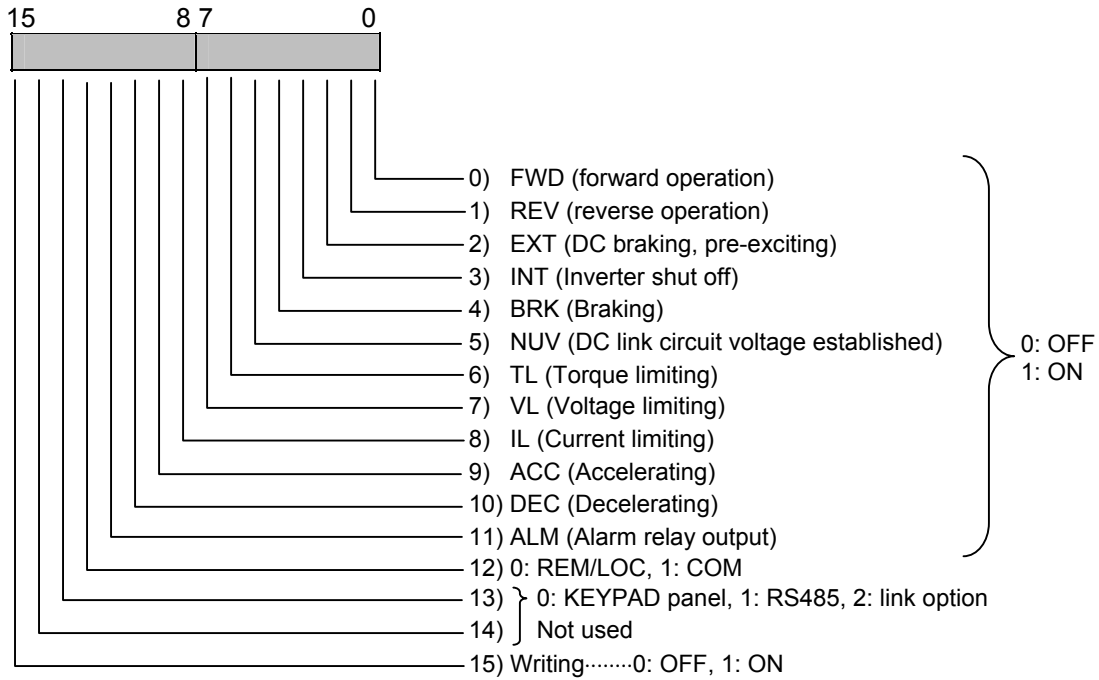 15 8 7 0
0) FWD (forward operation)
1) REV (reverse operation)
2) EXT (DC braking, pre-exciting)
3) INT (Inverter shut off)
4) BRK (Braking)
5) NUV (DC link circuit voltage established)
6) TL (Torque limiting)
7) VL (Voltage limiting)
8) IL (Current limiting)
9) ACC (Accelerating)
10) DEC (Decelerating)
11) ALM (Alarm relay output)
0: OFF
1: ON
12) 0: REM/LOC, 1: COM
13) 0: KEYPAD panel, 1: RS485, 2: link option
14) Not used
15) Writing········0: OFF, 1: ON